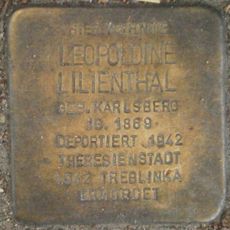 HIER WOHNTE
LEOPOLDINE
LILIENTHAL
GEB. KARLSBERG
JG. 1869
DEPORTIERT 1942
THERESIENSTADT
1942 TREBLINKA
ERMORDET